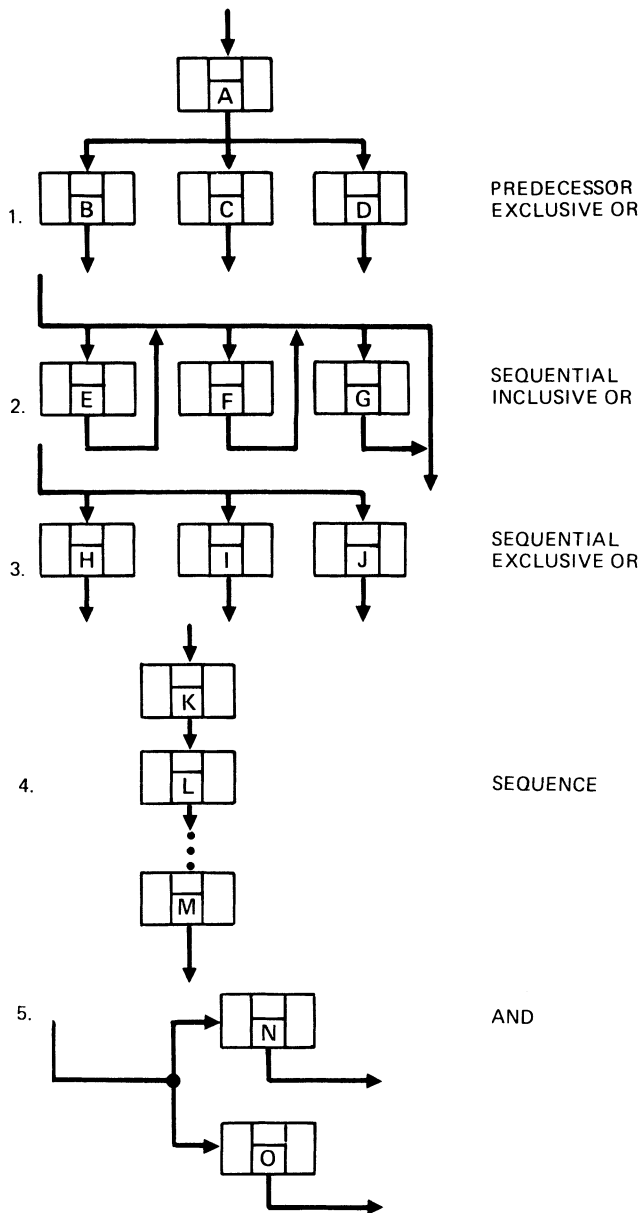 A
B C D
PREDECESSOR
1. EXCLUSIVE OR
E F G
SEQUENTIAL
2. INCLUSIVE OR
H I J
SEQUENTIAL
3. EXCLUSIVE OR
K
4. L SEQUENCE
M
5. AND
N
O